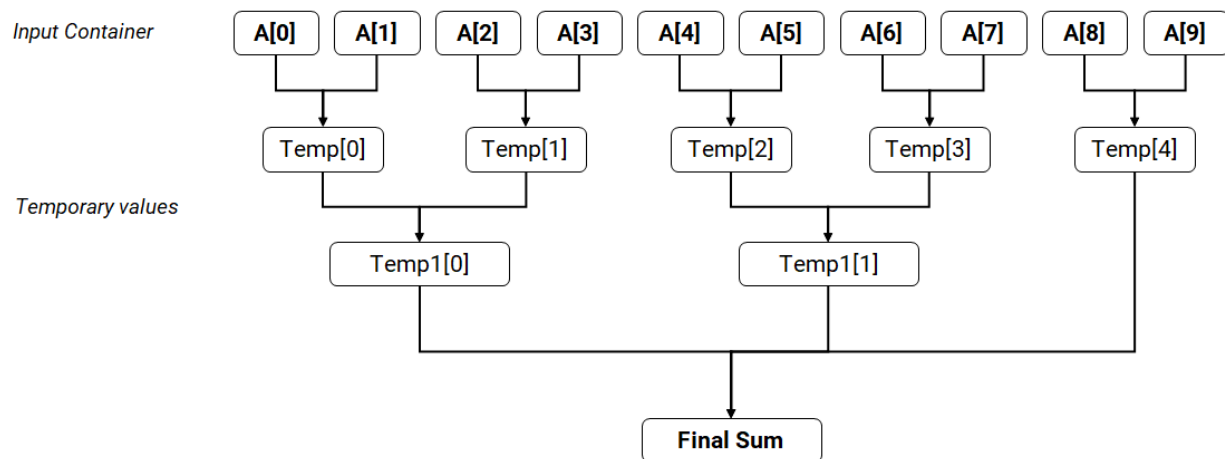 Input Container
A[0] A[1] A[2] A[3] A[4] A[5] A[6] A[7] A[8] A[9]
Temp[0] Temp[1] Temp[2] Temp[3] Temp[4]
Temporary values
Temp1[0] Temp1[1]
Final Sum